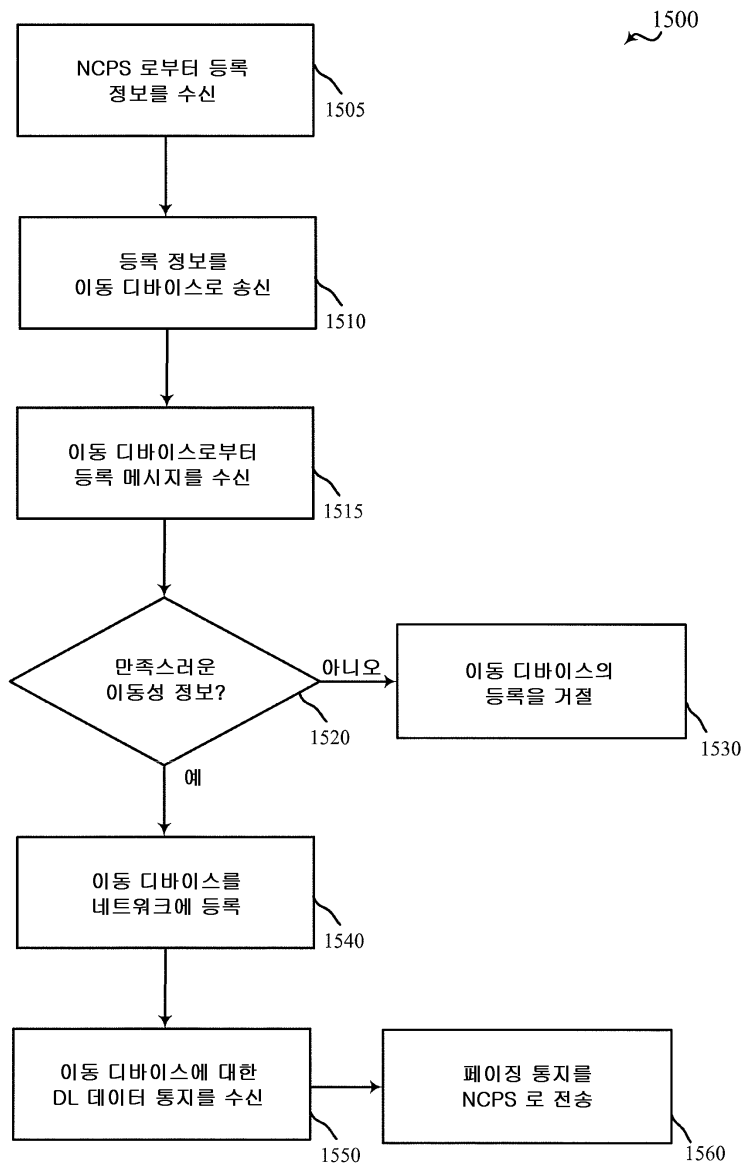 1500
NCPS 로부터 등록
정보를 수신
1505
등록 정보를
이동 디바이스로 송신
1510
이동 디바이스로부터
등록 메시지를 수신
1515
만족스러운
이동성 정보?
1520
아니오
이동 디바이스의
등록을 거절
1530
예
이동 디바이스를
네트워크에 등록
1540
이동 디바이스에 대한
DL 데이터 통지를 수신
1550
페이징 통지를
NCPS 로 전송
1560